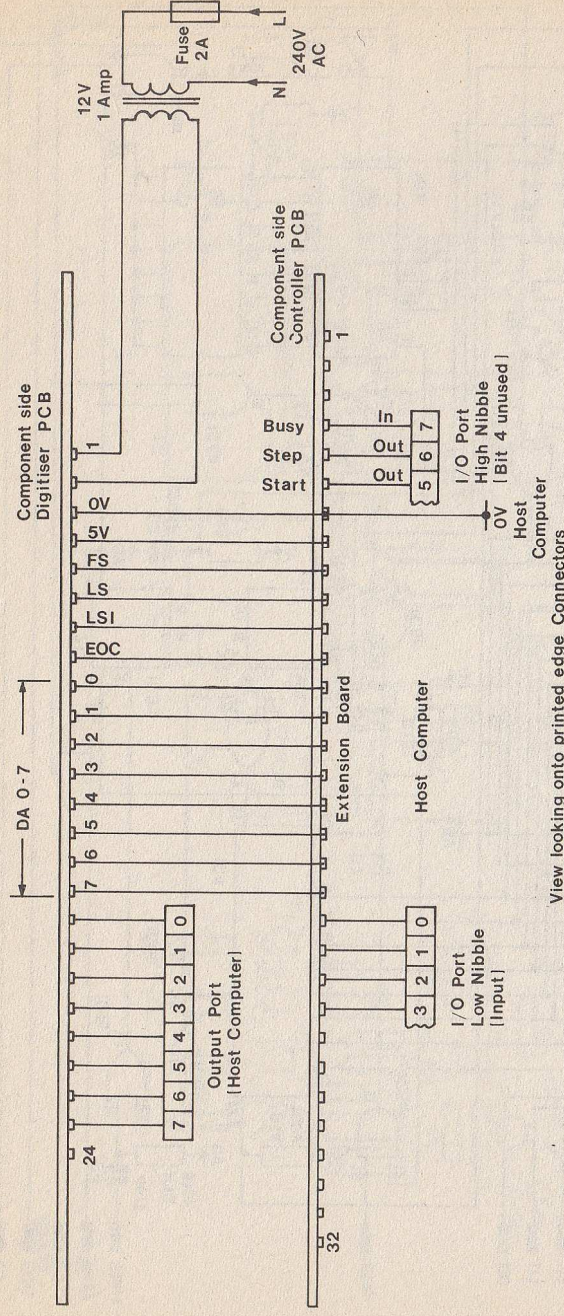 12V
1 Amp
Fuse
2A
L
240V
AC
N
Component side
Digitiser PCB
1
0V
5V
FS
LS
LSI
EOC
DA 0-7
0
1
2
3
4
5
6
7
24
7 6 5 4 3 2 1 0
Output Port
[Host Computer]
Component side
Controller PCB
1
Busy
Step
Start
In
Out
Out
5 6 7
I/O Port
High Nibble
[Bit 4 unused]
0V
Host
Computer
Extension Board
Host Computer
3 2 1 0
I/O Port
Low Nibble
[Input]
32
View looking onto printed edge Connectors